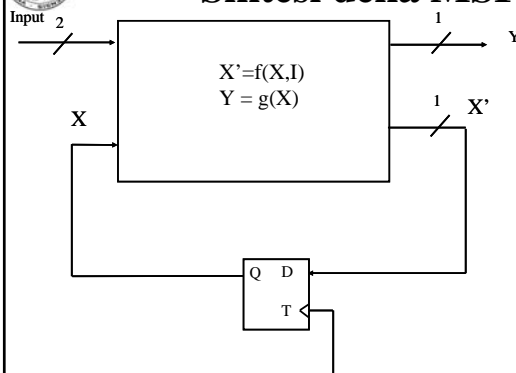 Sintesi della MSF
Input 2
1
Y
X'=f(X,I)
Y = g(X)
1
X'
X
Q D
T